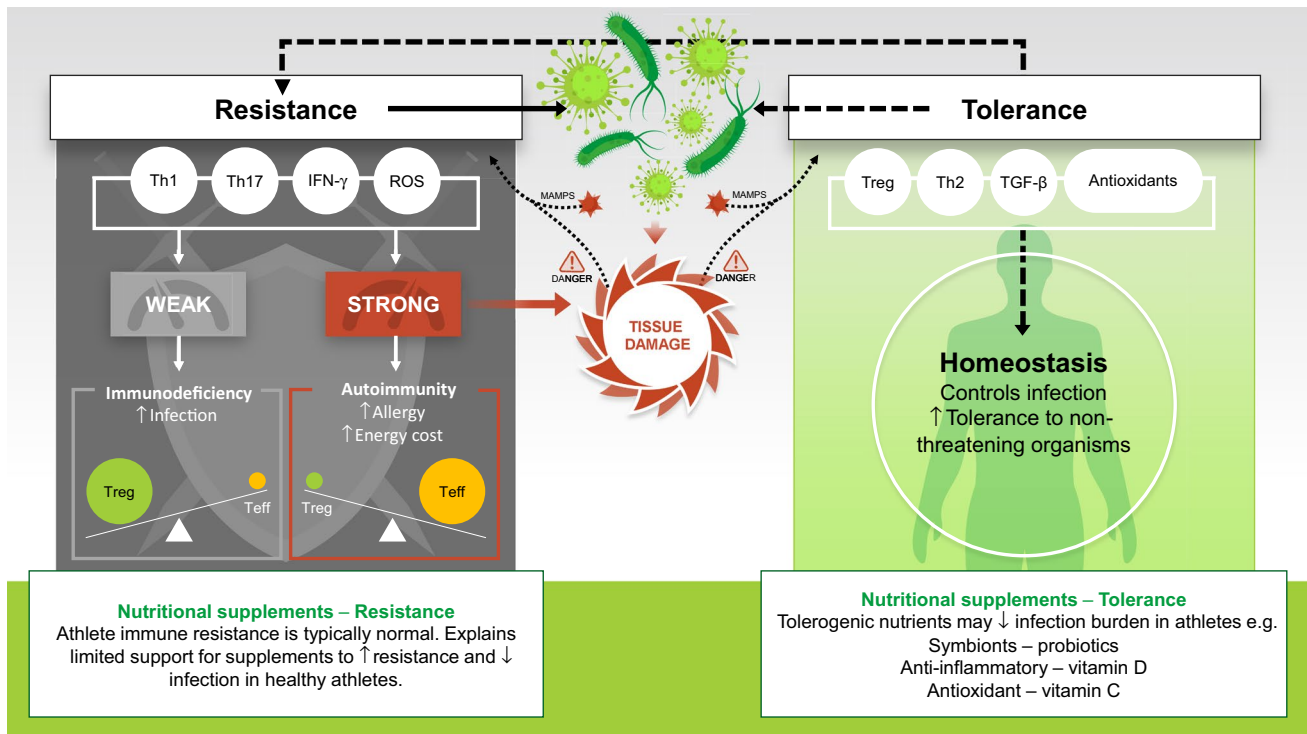 Resistance
Tolerance
Th1
Th17
IFN-γ
ROS
MAMPS
MAMPS
Treg
Th2
TGF-β
Antioxidants
DANGER
DANGER
WEAK
STRONG
TISSUE
DAMAGE
Immunodeficiency
↑Infection
Autoimmunity
↑Allergy
↑Energy cost
Treg
Teff
Treg
Teff
Homeostasis
Controls infection
↑Tolerance to non-
threatening organisms
Nutritional supplements – Resistance
Athlete immune resistance is typically normal. Explains
limited support for supplements to ↑resistance and ↓
infection in healthy athletes.
Nutritional supplements – Tolerance
Tolerogenic nutrients may ↓ infection burden in athletes e.g.
Symbionts – probiotics
Anti-inflammatory – vitamin D
Antioxidant – vitamin C